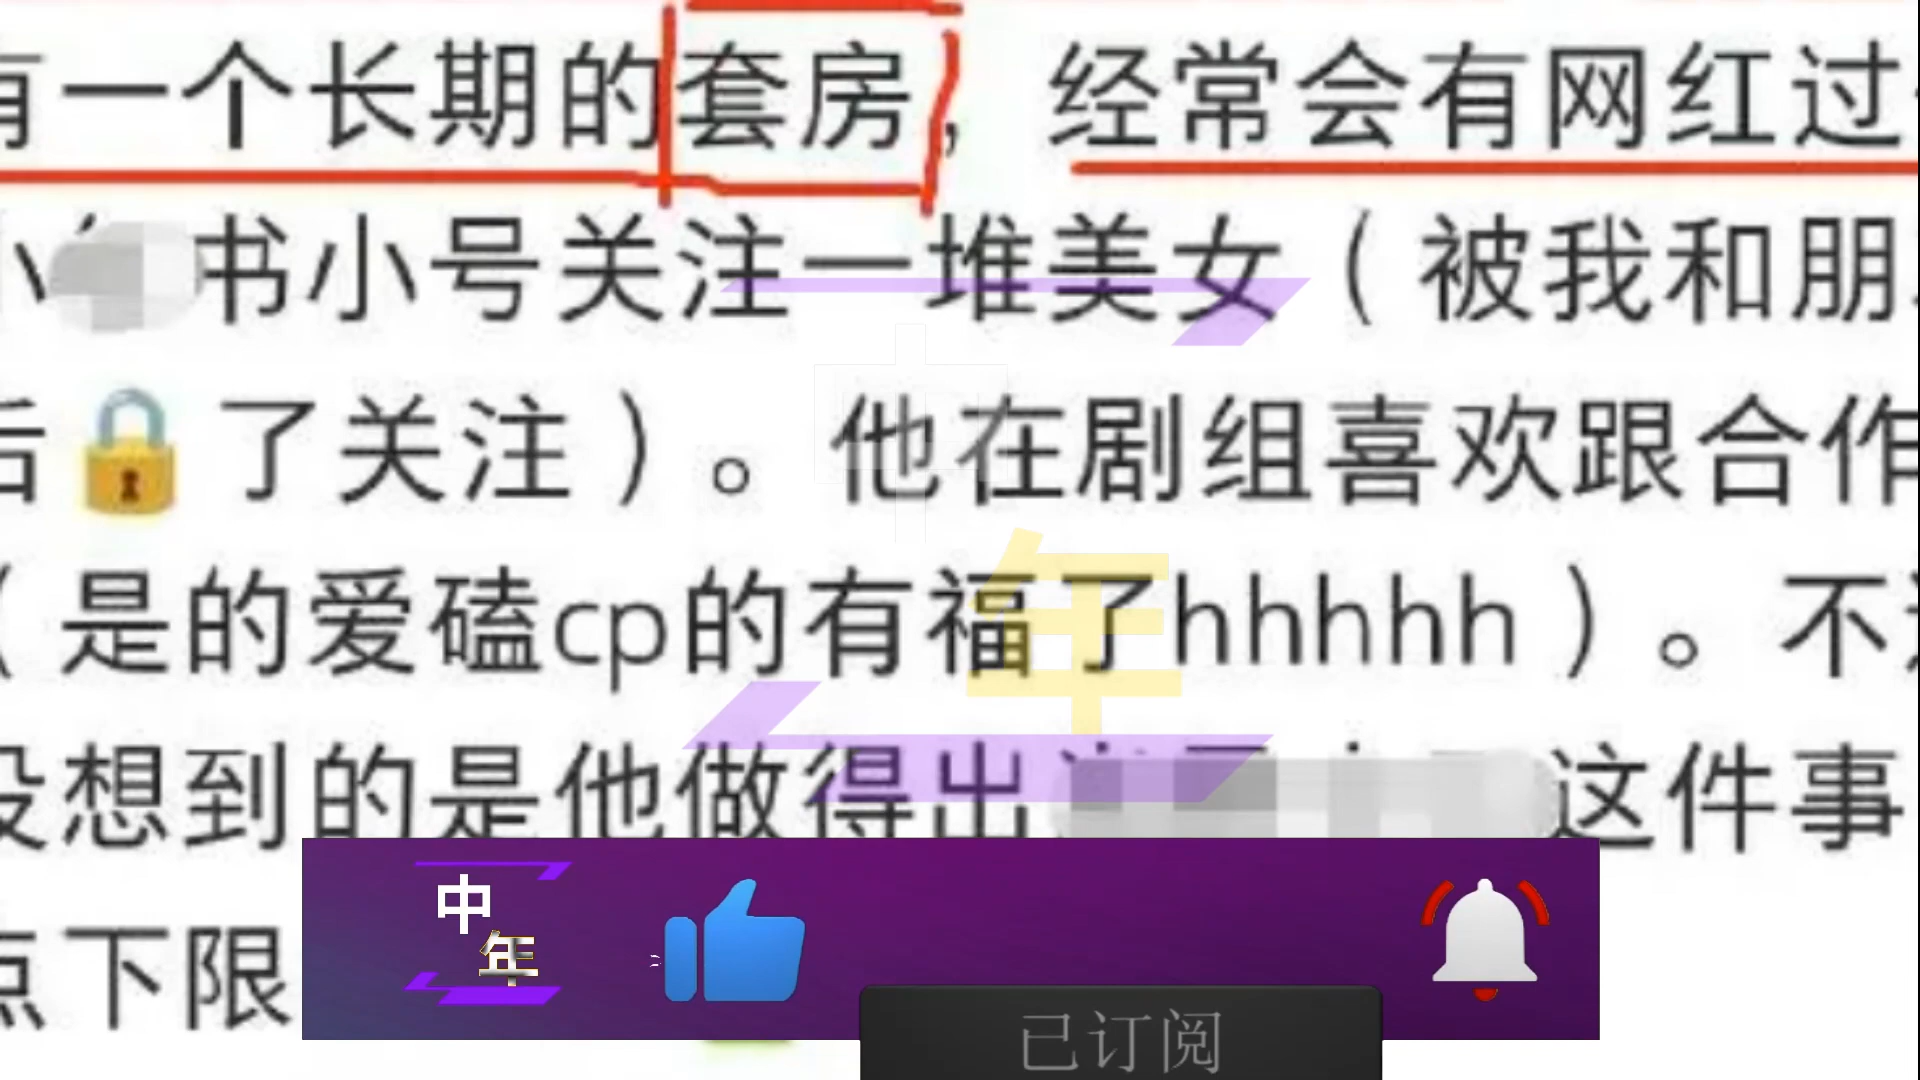 有一个长期的套房，经常会有网红过
小 书小号关注一堆美女（被我和朋
后🔒了关注）。他在剧组喜欢跟合作
（是的爱磕cp的有福了hhhhh）。不
没想到的是他做得出 这件事
点下限
中
年
中
年
已订阅